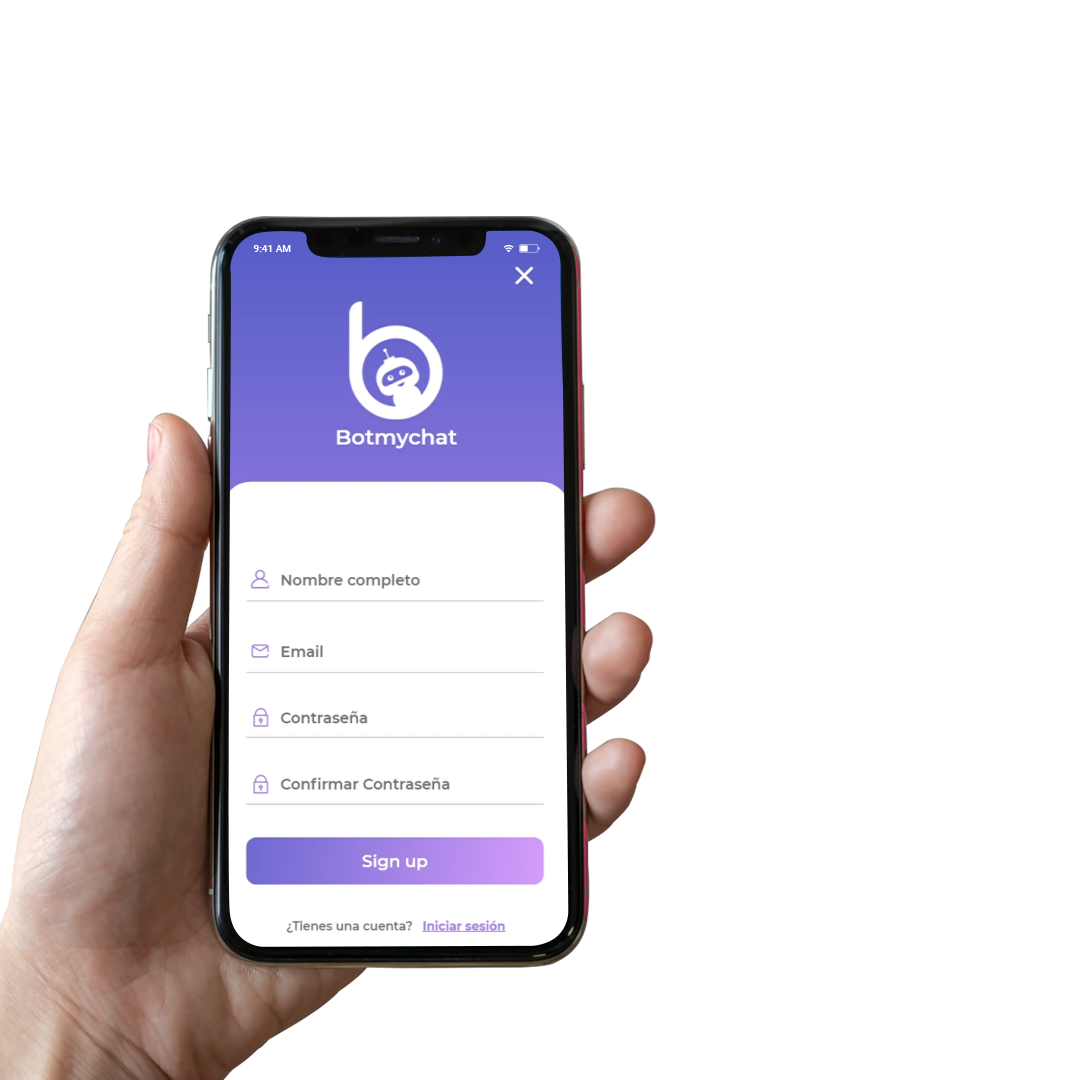 9:41 AM
Botmychat
Nombre completo
Email
Contraseña
Confirmar Contraseña
Sign up
¿Tienes una cuenta? Iniciar sesión